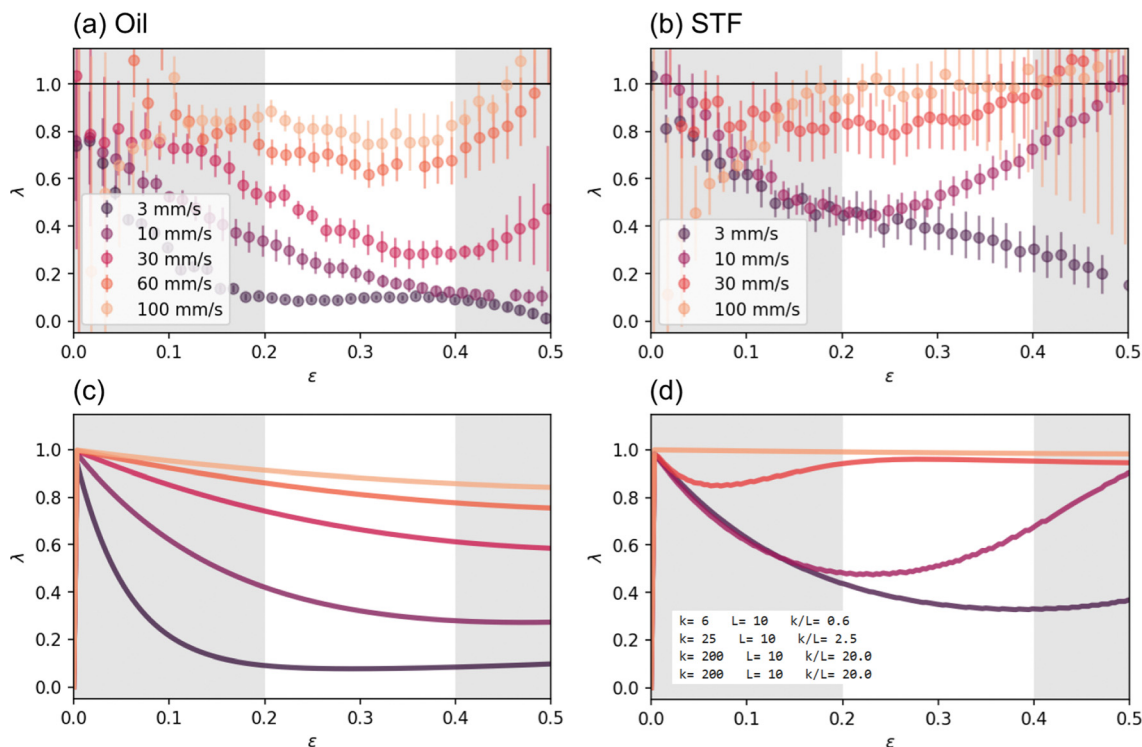 (a) Oil
(b) STF
1.0
0.8
0.6
0.4
0.2
0.0
λ
3 mm/s
10 mm/s
30 mm/s
60 mm/s
100 mm/s
0.0 0.1 0.2 0.3 0.4 0.5
ε
1.0
0.8
0.6
0.4
0.2
0.0
λ
3 mm/s
10 mm/s
30 mm/s
100 mm/s
0.0 0.1 0.2 0.3 0.4 0.5
ε
(c)
(d)
1.0
0.8
0.6
0.4
0.2
0.0
λ
0.0 0.1 0.2 0.3 0.4 0.5
ε
1.0
0.8
0.6
0.4
0.2
0.0
λ
k= 6 L= 10 k/L= 0.6
k= 25 L= 10 k/L= 2.5
k= 200 L= 10 k/L= 20.0
k= 200 L= 10 k/L= 20.0
0.0 0.1 0.2 0.3 0.4 0.5
ε